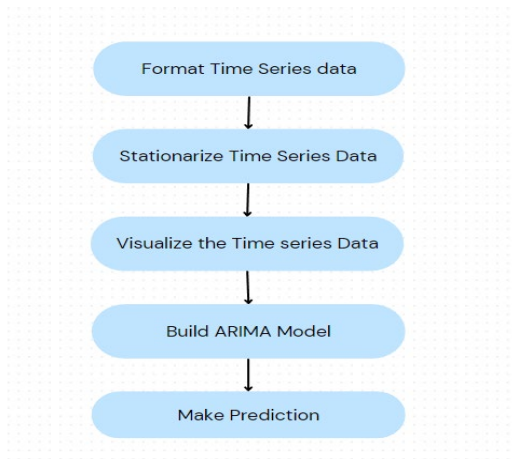 Format Time Series data
Stationarize Time Series Data
Visualize the Time series Data
Build ARIMA Model
Make Prediction